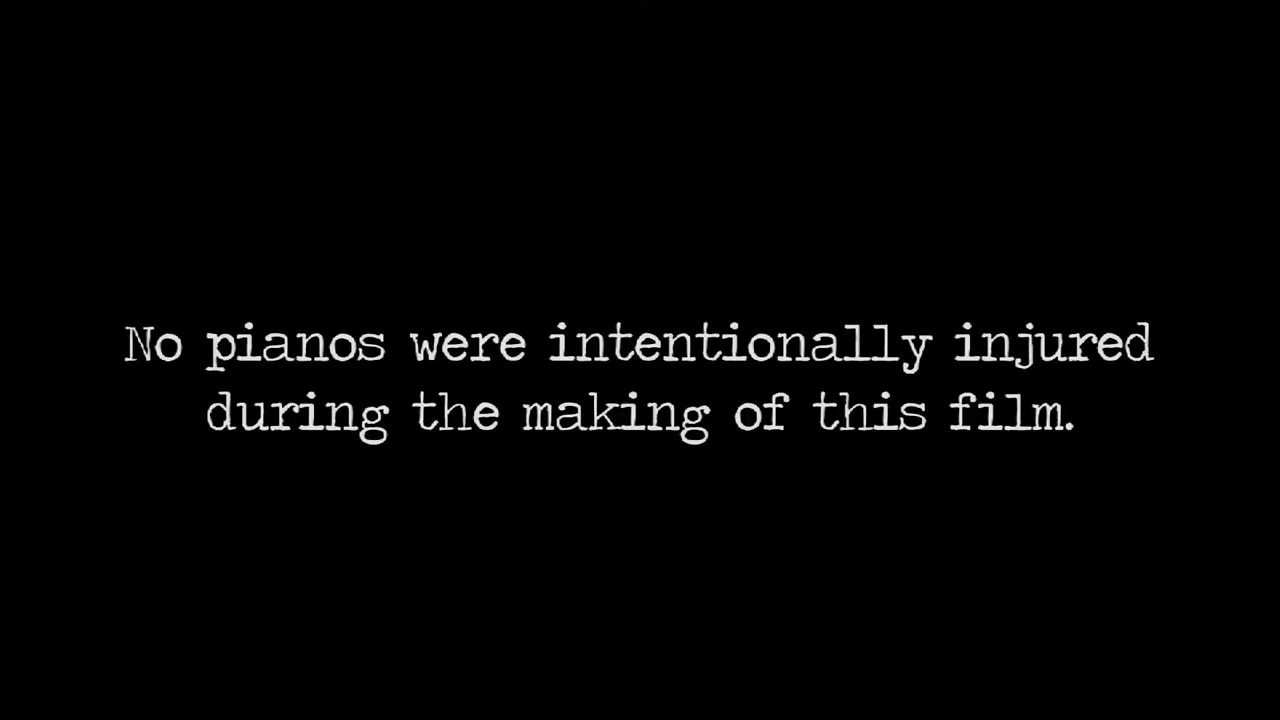 No pianos were intentionally injured
during the making of this film.